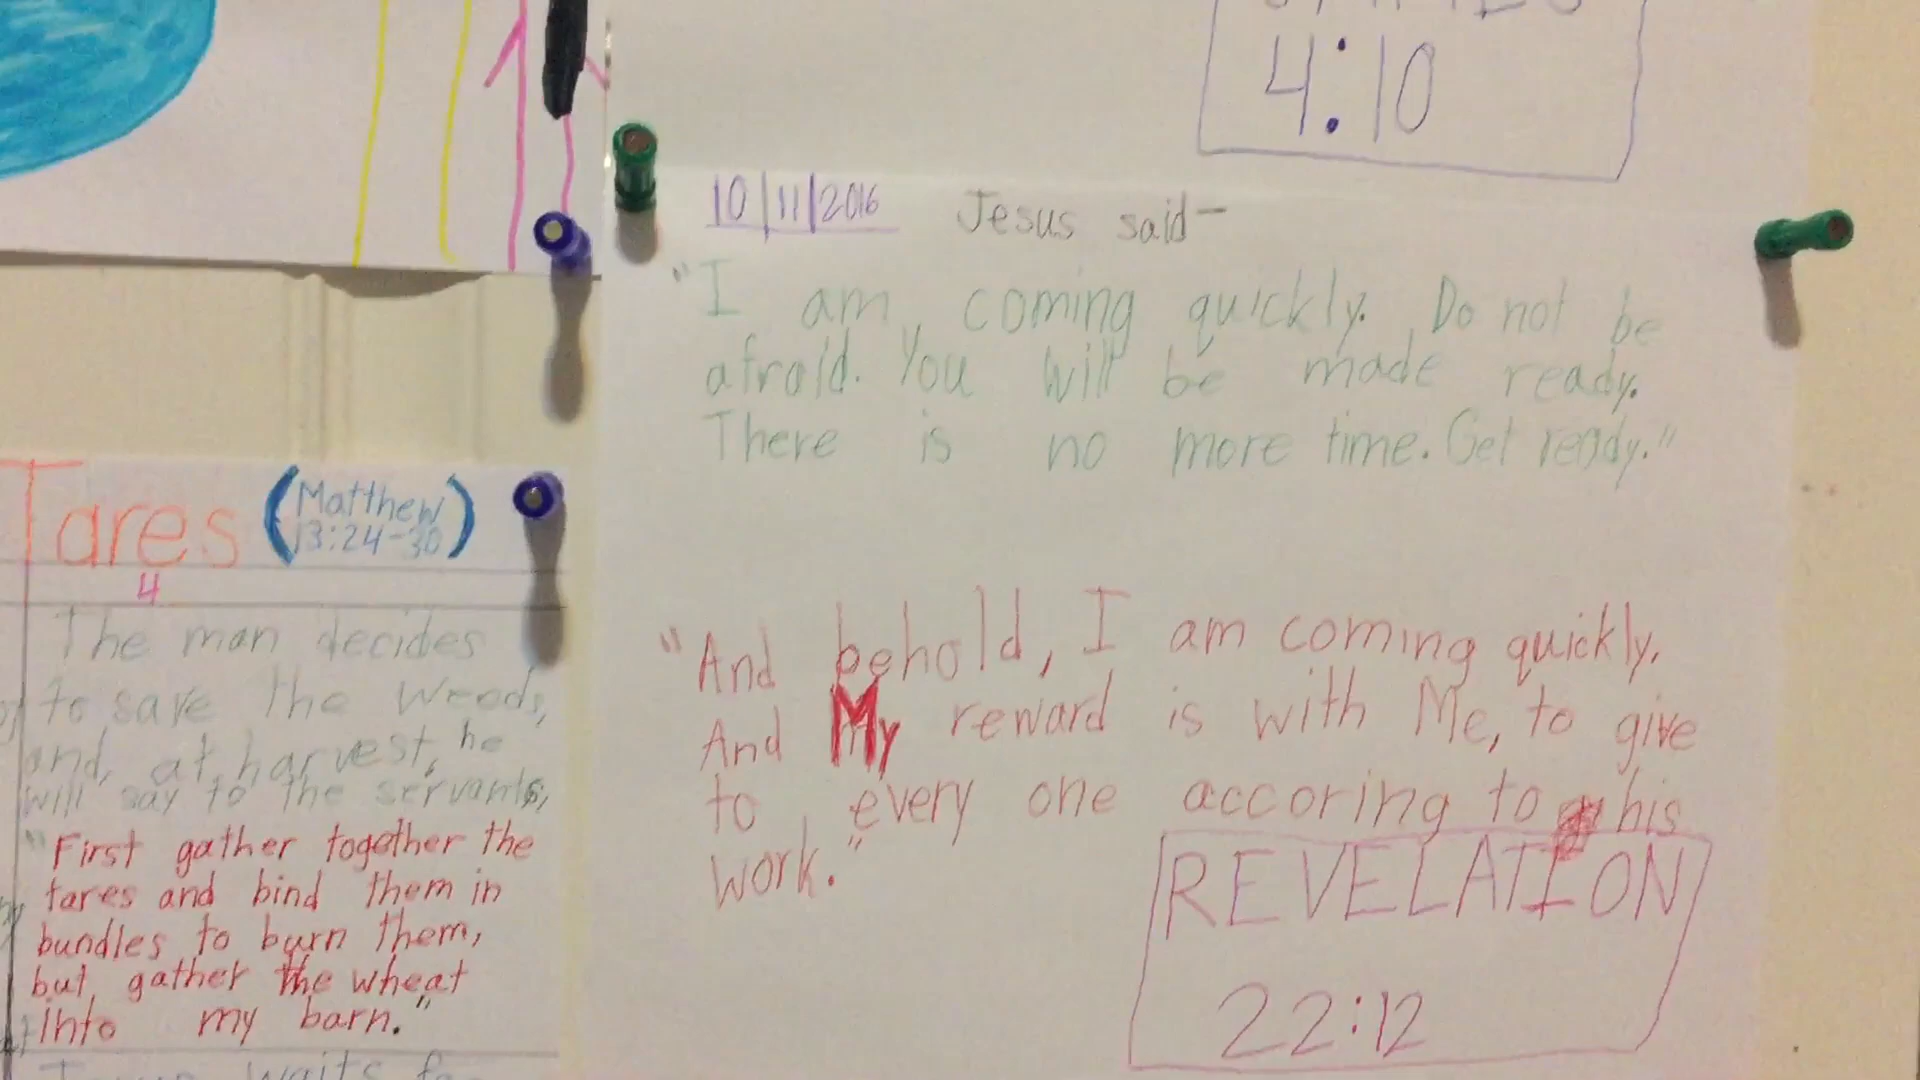 4:10
10/11/2016 Jesus said-
"I am coming quickly. Do not be
afraid. You will be made ready.
There is no more time. Get ready."
"And behold, I am coming quickly.
And My reward is with Me, to give
to every one accoring to his
work."
REVELATION
22:12
Tares (Matthew
13:24-30)
4
The man decides
to save the weeds,
and, at harvest, he
will say to the servants,
"First gather together the
tares and bind them in
bundles to burn them,
but gather the wheat
into my barn."
waits